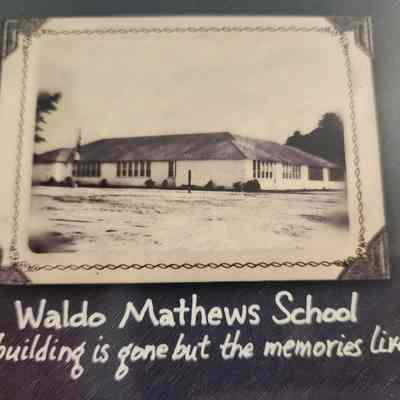 Waldo Mathews School
building is gone but the memories